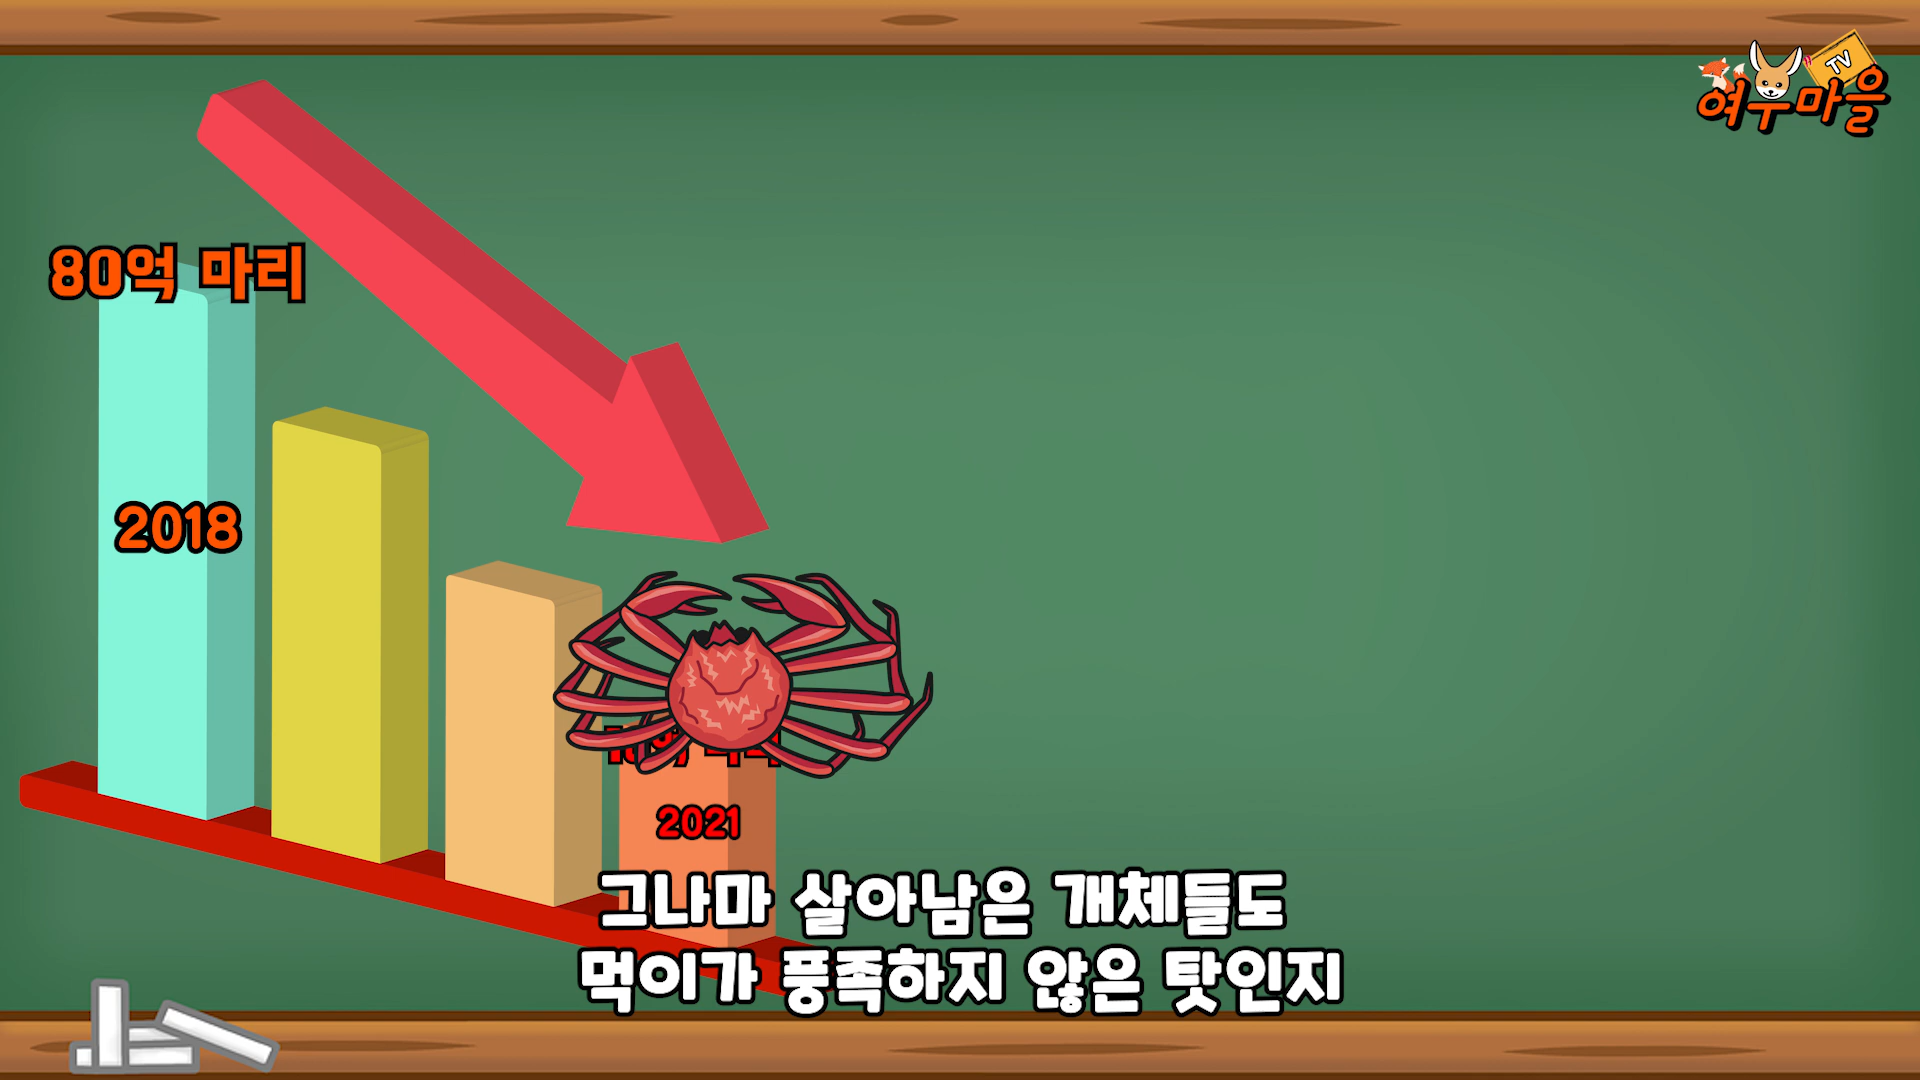 TV
여우마을
80억 마리
2018
2021
그나마 살아남은 개체들도
먹이가 풍족하지 않은 탓인지